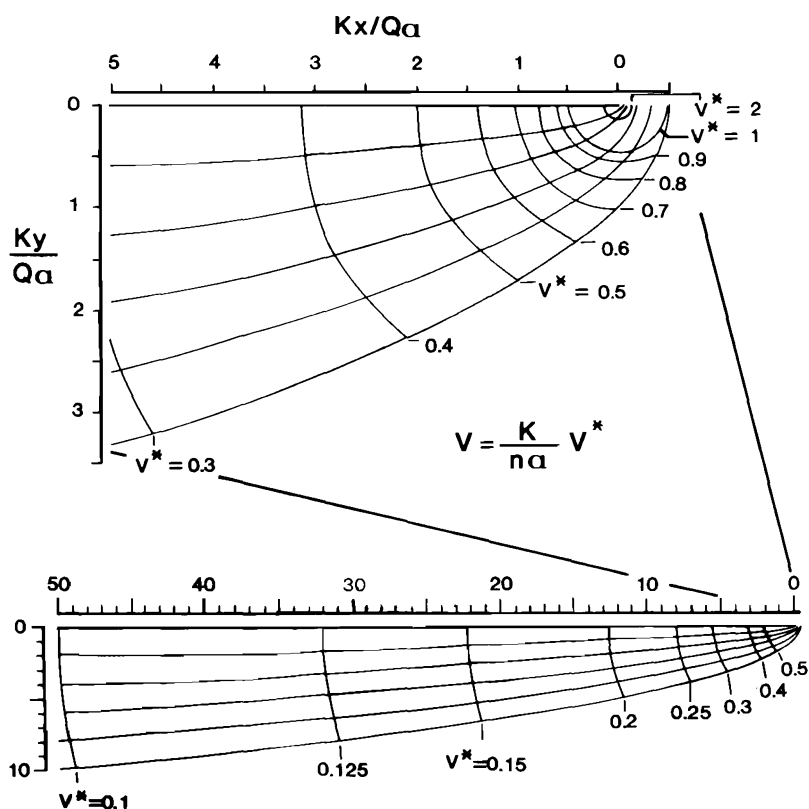 Kx/Qα
5 4 3 2 1 0
0
V* = 2
V* = 1
0.9
0.8
1
0.7
Ky
Qα
0.6
V* = 0.5
2
0.4
3
V = K V*
nα
V* = 0.3
50 40 30 20 10 0
0
0.5
0.4
0.3
0.25
0.2
10
0.125
V*=0.15
V*=0.1